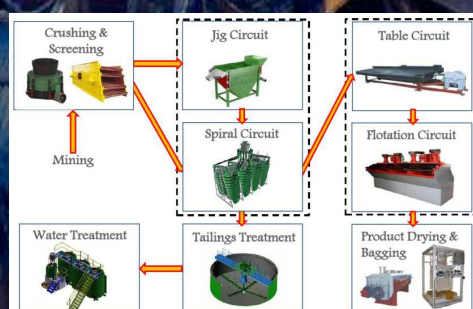 Crushing &
Screening
Jig Circuit
Table Circuit
Mining
Spiral Circuit
Flotation Circuit
Water Treatment
Tailings Treatment
Product Drying &
Bagging